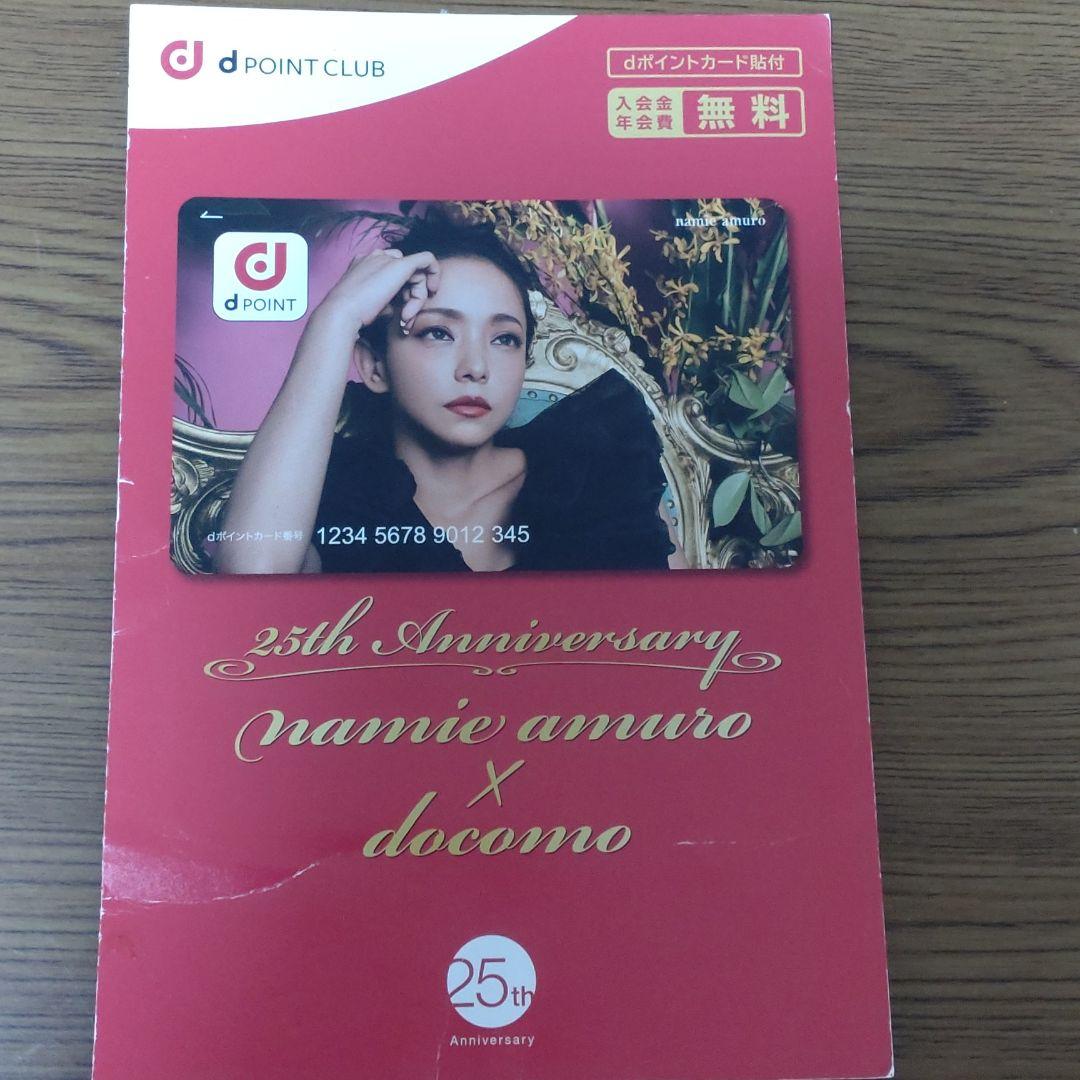 d POINT CLUB
dポイントカード貼付
入会金
年会費
無料
namie amuro
d POINT
dポイントカード番号 1234 5678 9012 345
25th Anniversary
namie amuro
×
docomo
25th
Anniversary